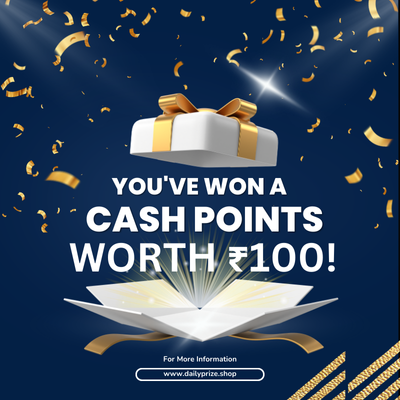 YOU'VE WON A
CASH POINTS
WORTH ₹100!
For More Information
www.dailyprize.shop